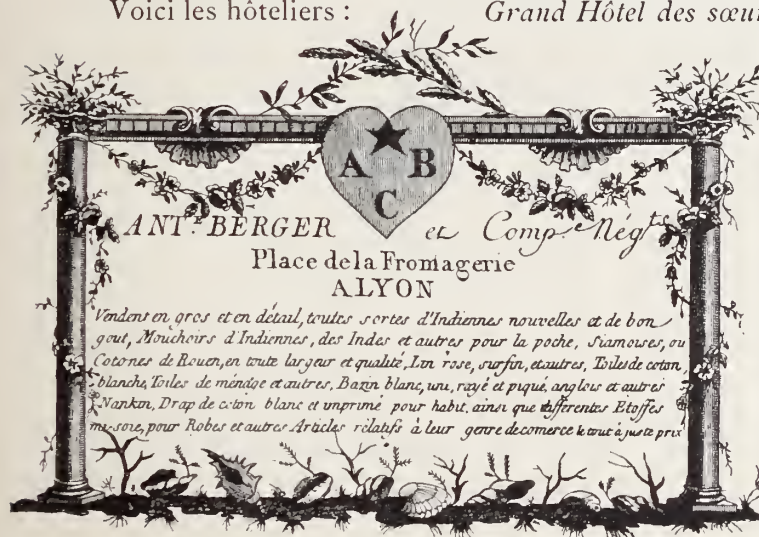 Voici les hôteliers :
Grand Hôtel des sœu
A B
C
ANT.e BERGER et Comp.e Nég.ts
Place de la Fromagerie
A LYON
Vendent en gros et en détail, toutes sortes d'Indiennes nouvelles et de bon
gout, Mouchoirs d'Indiennes, des Indes et autres pour la poche, Siamoises, ou
Cotones de Rouen, en toute largeur et qualité, Lin rose, surfin, et autres, Toiles de coton,
blanche, Toiles de ménage et autres, Bazin blanc, uni, rayé et piqué, anglois et autres
Nankin, Drap de coton blanc et imprimé pour habit, ainsi que differentes Etoffes
mi-soie, pour Robes et autres Articles rélatifs à leur genre de comerce le tout à juste prix